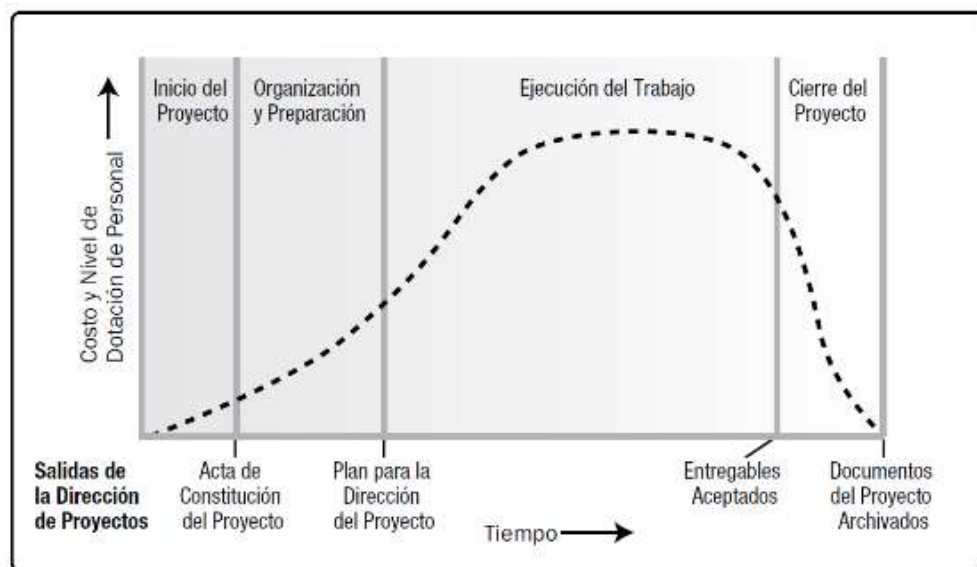 Inicio del
Proyecto
Organización
y Preparación
Ejecución del Trabajo
Cierre del
Proyecto
Costo y Nivel de
Dotación de Personal
Salidas de
la Dirección
de Proyectos
Acta de
Constitución
del Proyecto
Plan para la
Dirección
del Proyecto
Entregables
Aceptados
Documentos
del Proyecto
Archivados
Tiempo